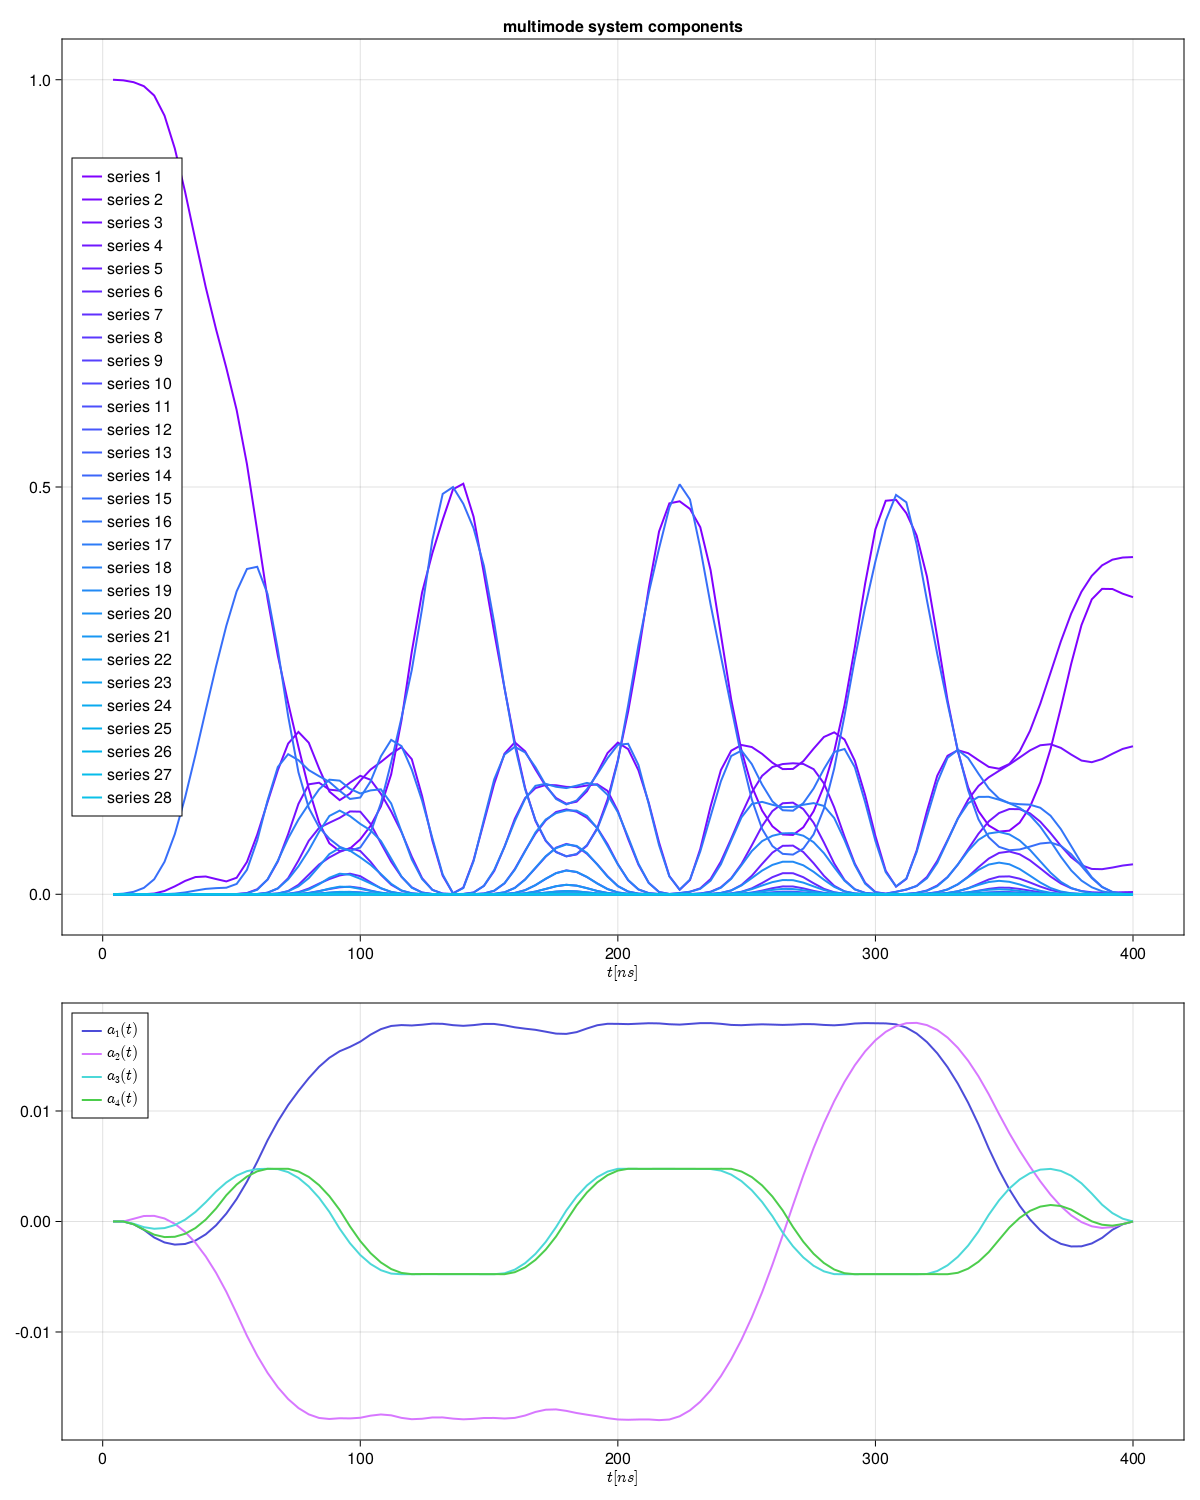 multimode system components
1.0
series 1
series 2
series 3
series 4
series 5
series 6
series 7
series 8
series 9
series 10
series 11
series 12
series 13
series 14
series 15
series 16
series 17
series 18
series 19
series 20
series 21
series 22
series 23
series 24
series 25
series 26
series 27
series 28
0.5
0.0
0 100 200 300 400
t[ns]
a₁(t)
a₂(t)
a₃(t)
a₄(t)
0.01
0.00
-0.01
0 100 200 300 400
t[ns]